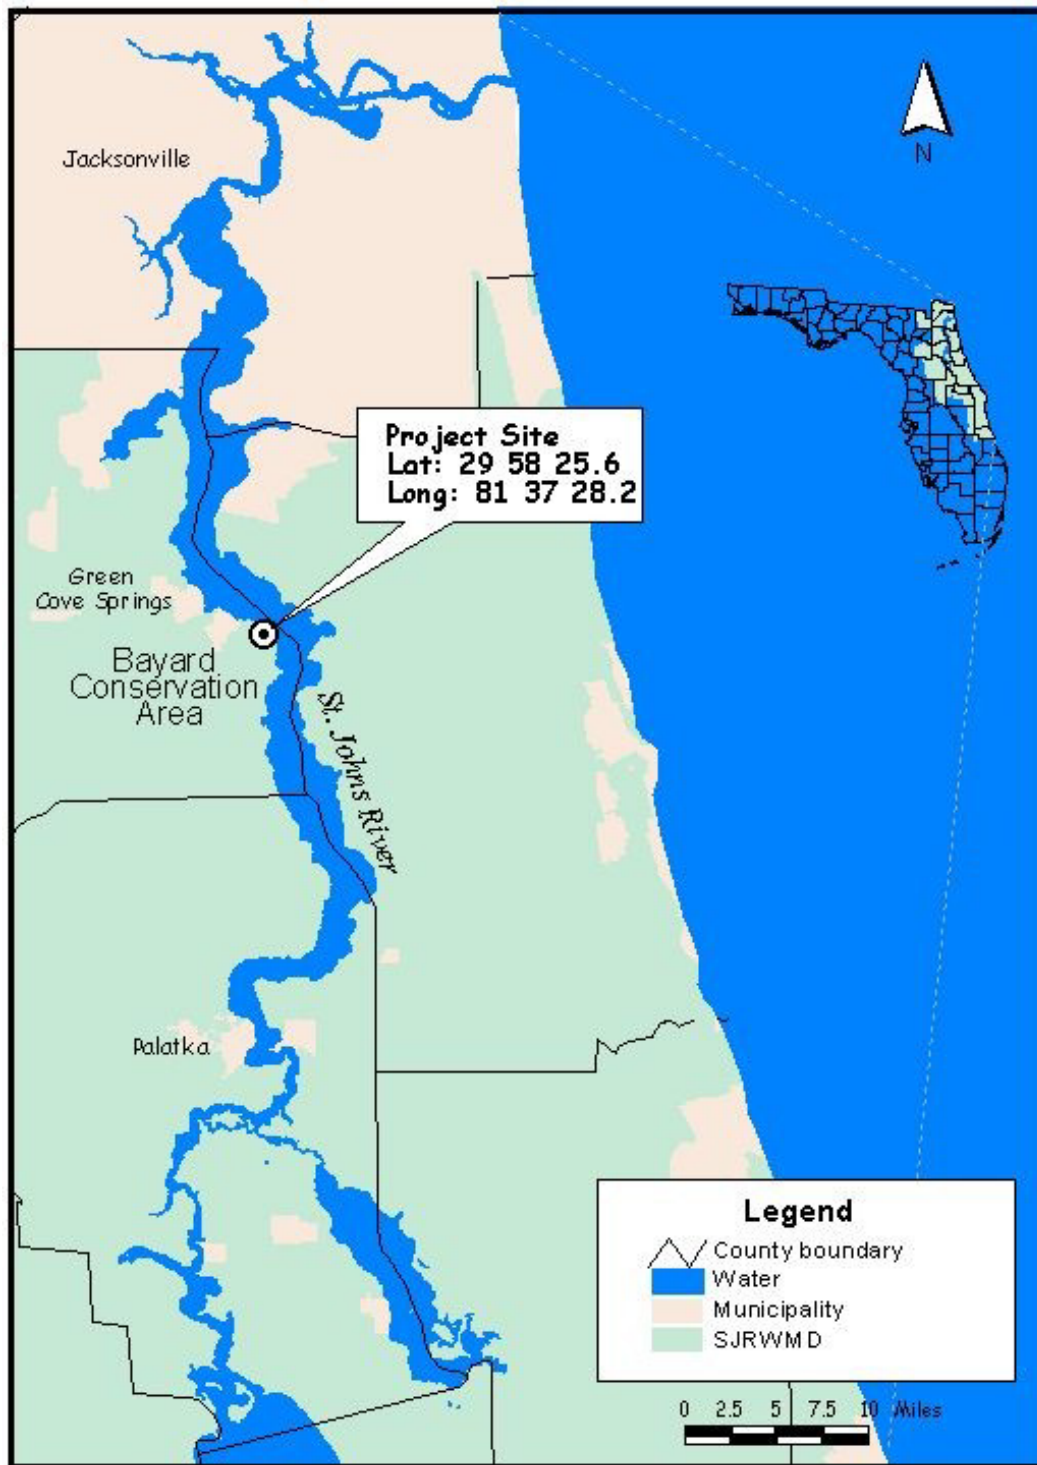 Jacksonville
N
Project Site
Lat: 29 58 25.6
Long: 81 37 28.2
Green
Cove Springs
Bayard
Conservation
Area
St. Johns River
Palatka
Legend
County boundary
Water
Municipality
SJRWMD
0 2.5 5 7.5 10 Miles